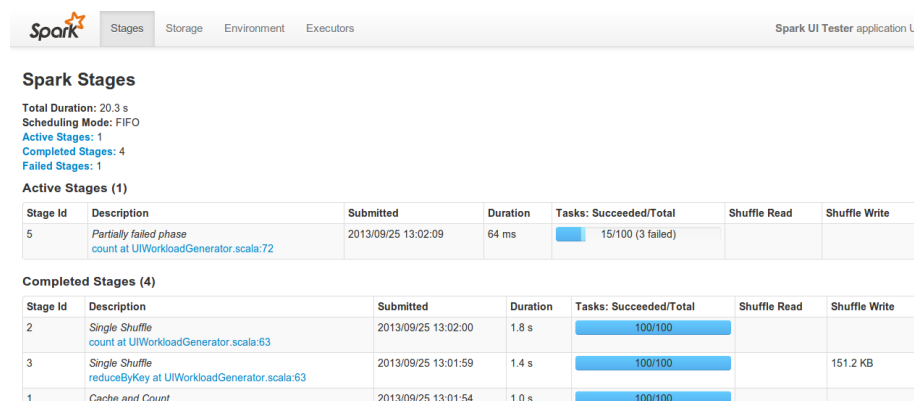 Spark Stages Storage Environment Executors Spark UI Tester application U
Spark Stages
Total Duration: 20.3 s
Scheduling Mode: FIFO
Active Stages: 1
Completed Stages: 4
Failed Stages: 1
Active Stages (1)
Stage Id Description Submitted Duration Tasks: Succeeded/Total Shuffle Read Shuffle Write
5 Partially failed phase 2013/09/25 13:02:09 64 ms 15/100 (3 failed)
count at UIWorkloadGenerator.scala:72
Completed Stages (4)
Stage Id Description Submitted Duration Tasks: Succeeded/Total Shuffle Read Shuffle Write
2 Single Shuffle 2013/09/25 13:02:00 1.8 s 100/100
count at UIWorkloadGenerator.scala:63
3 Single Shuffle 2013/09/25 13:01:59 1.4 s 100/100 151.2 KB
reduceByKey at UIWorkloadGenerator.scala:63
1 Cache and Count 2013/09/25 13:01:54 1.0 s 100/100